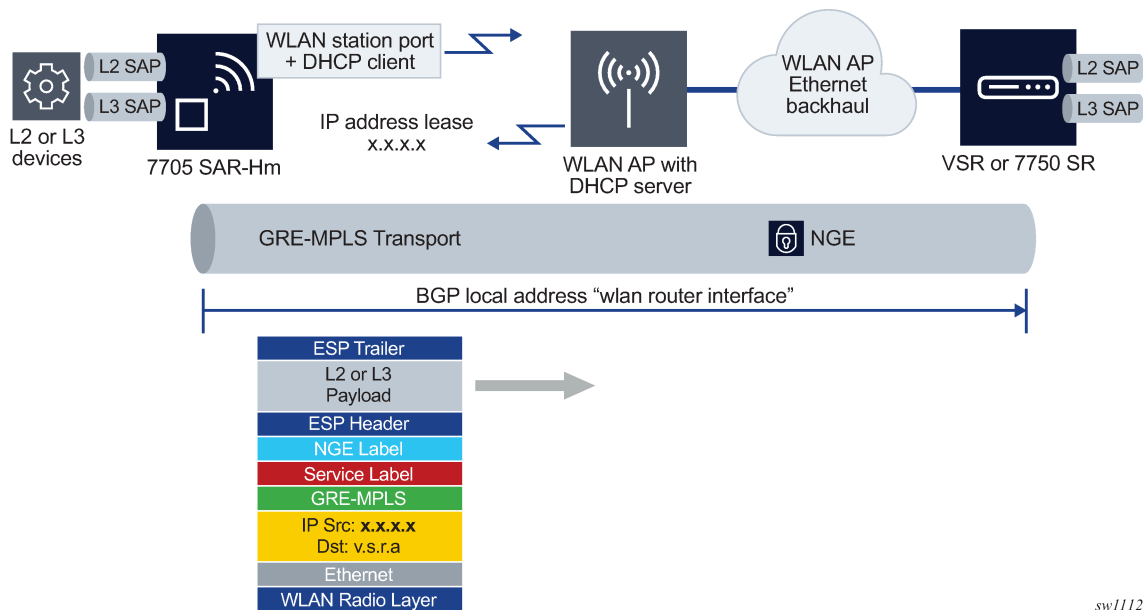 L2 SAP
L3 SAP
L2 or L3
devices
7705 SAR-Hm
WLAN station port
+ DHCP client
IP address lease
x.x.x.x
WLAN AP with
DHCP server
WLAN AP
Ethernet
backhaul
L2 SAP
L3 SAP
VSR or 7750 SR
GRE-MPLS Transport
NGE
BGP local address “wlan router interface”
ESP Trailer
L2 or L3
Payload
ESP Header
NGE Label
Service Label
GRE-MPLS
IP Src: x.x.x.x
Dst: v.s.r.a
Ethernet
WLAN Radio Layer
sw1112